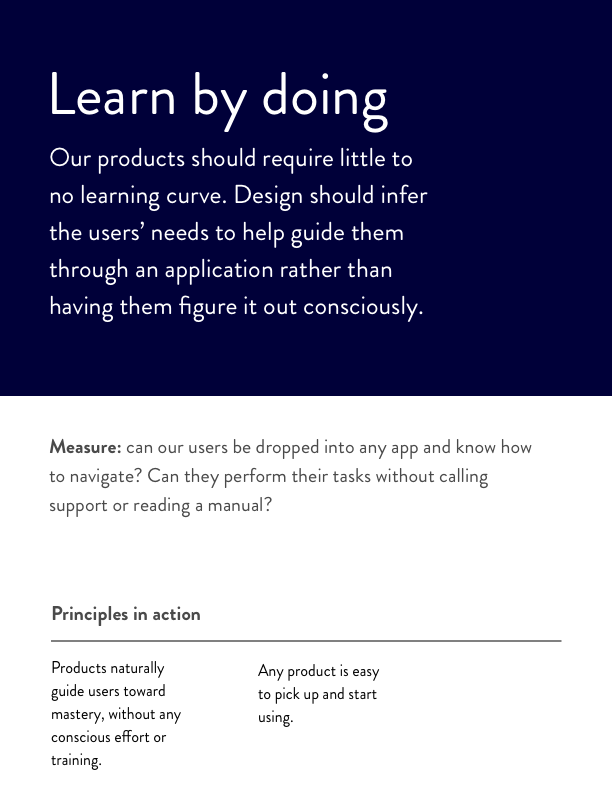 Learn by doing
Our products should require little to
no learning curve. Design should infer
the users’ needs to help guide them
through an application rather than
having them figure it out consciously.
Measure: can our users be dropped into any app and know how
to navigate? Can they perform their tasks without calling
support or reading a manual?
Principles in action
Products naturally
guide users toward
mastery, without any
conscious effort or
training.
Any product is easy
to pick up and start
using.